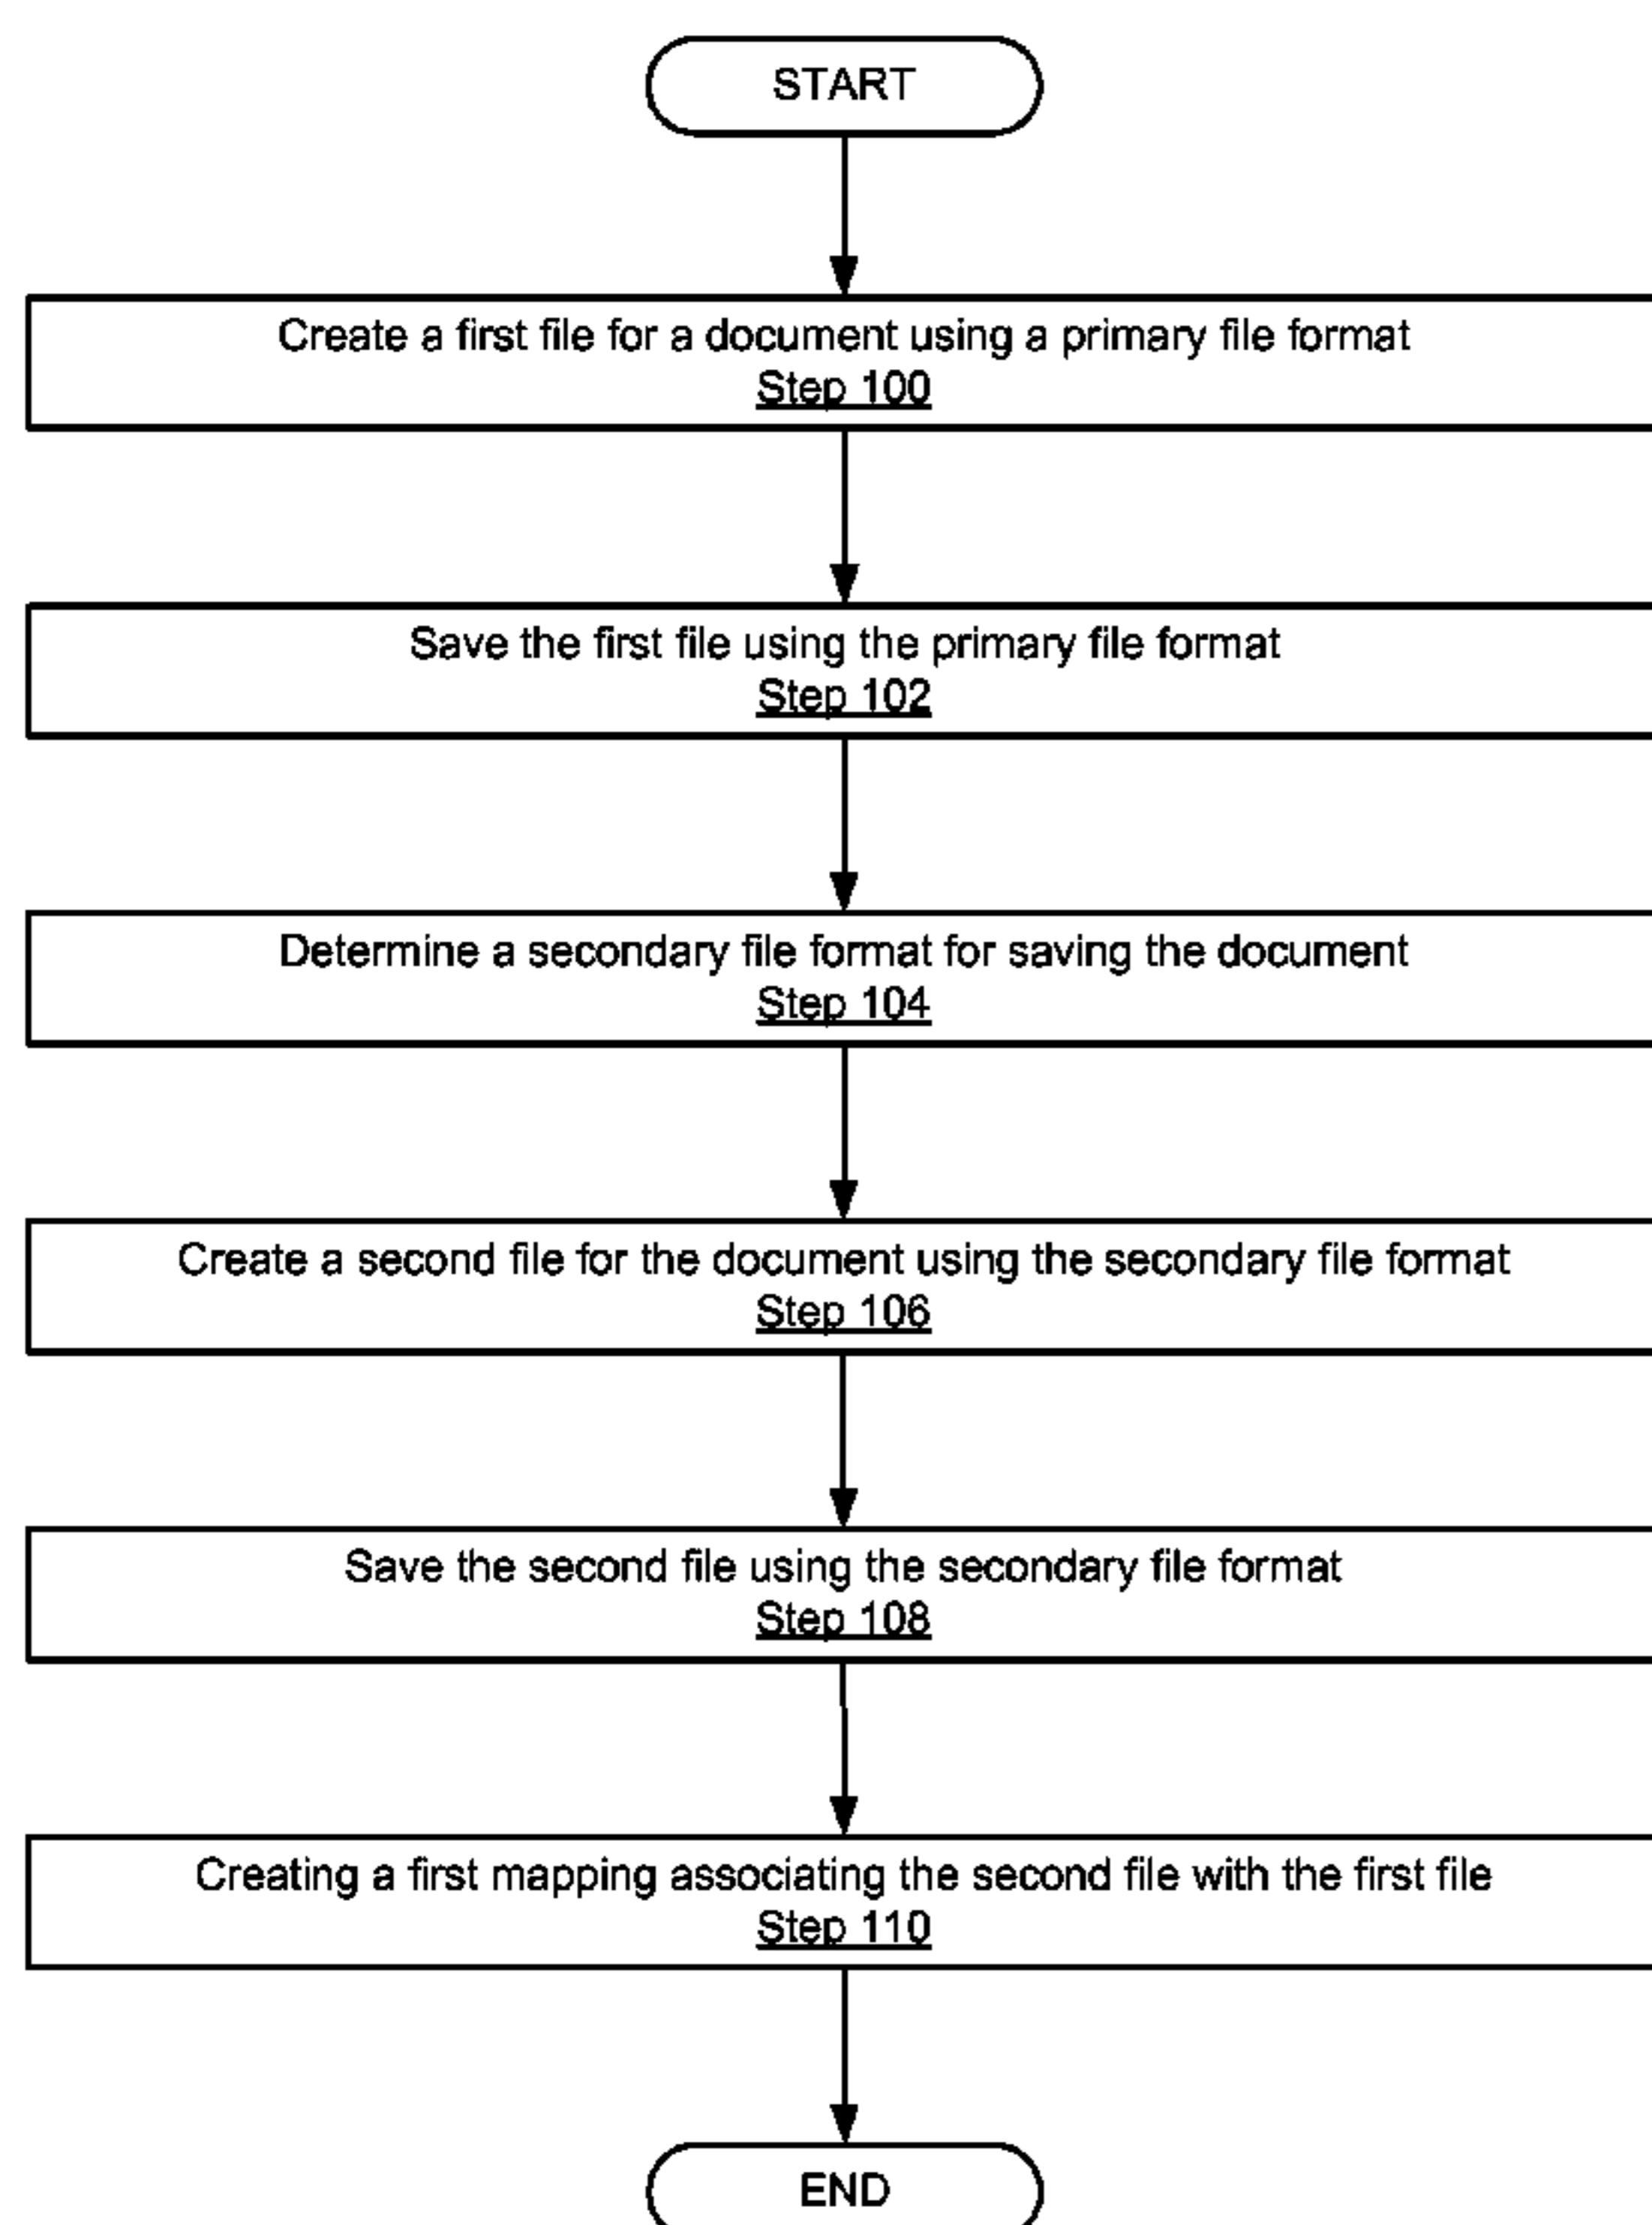 START
Create a first file for a document using a primary file format
Step 100
Save the first file using the primary file format
Step 102
Determine a secondary file format for saving the document
Step 104
Create a second file for the document using the secondary file format
Step 106
Save the second file using the secondary file format
Step 108
Creating a first mapping associating the second file with the first file
Step 110
END